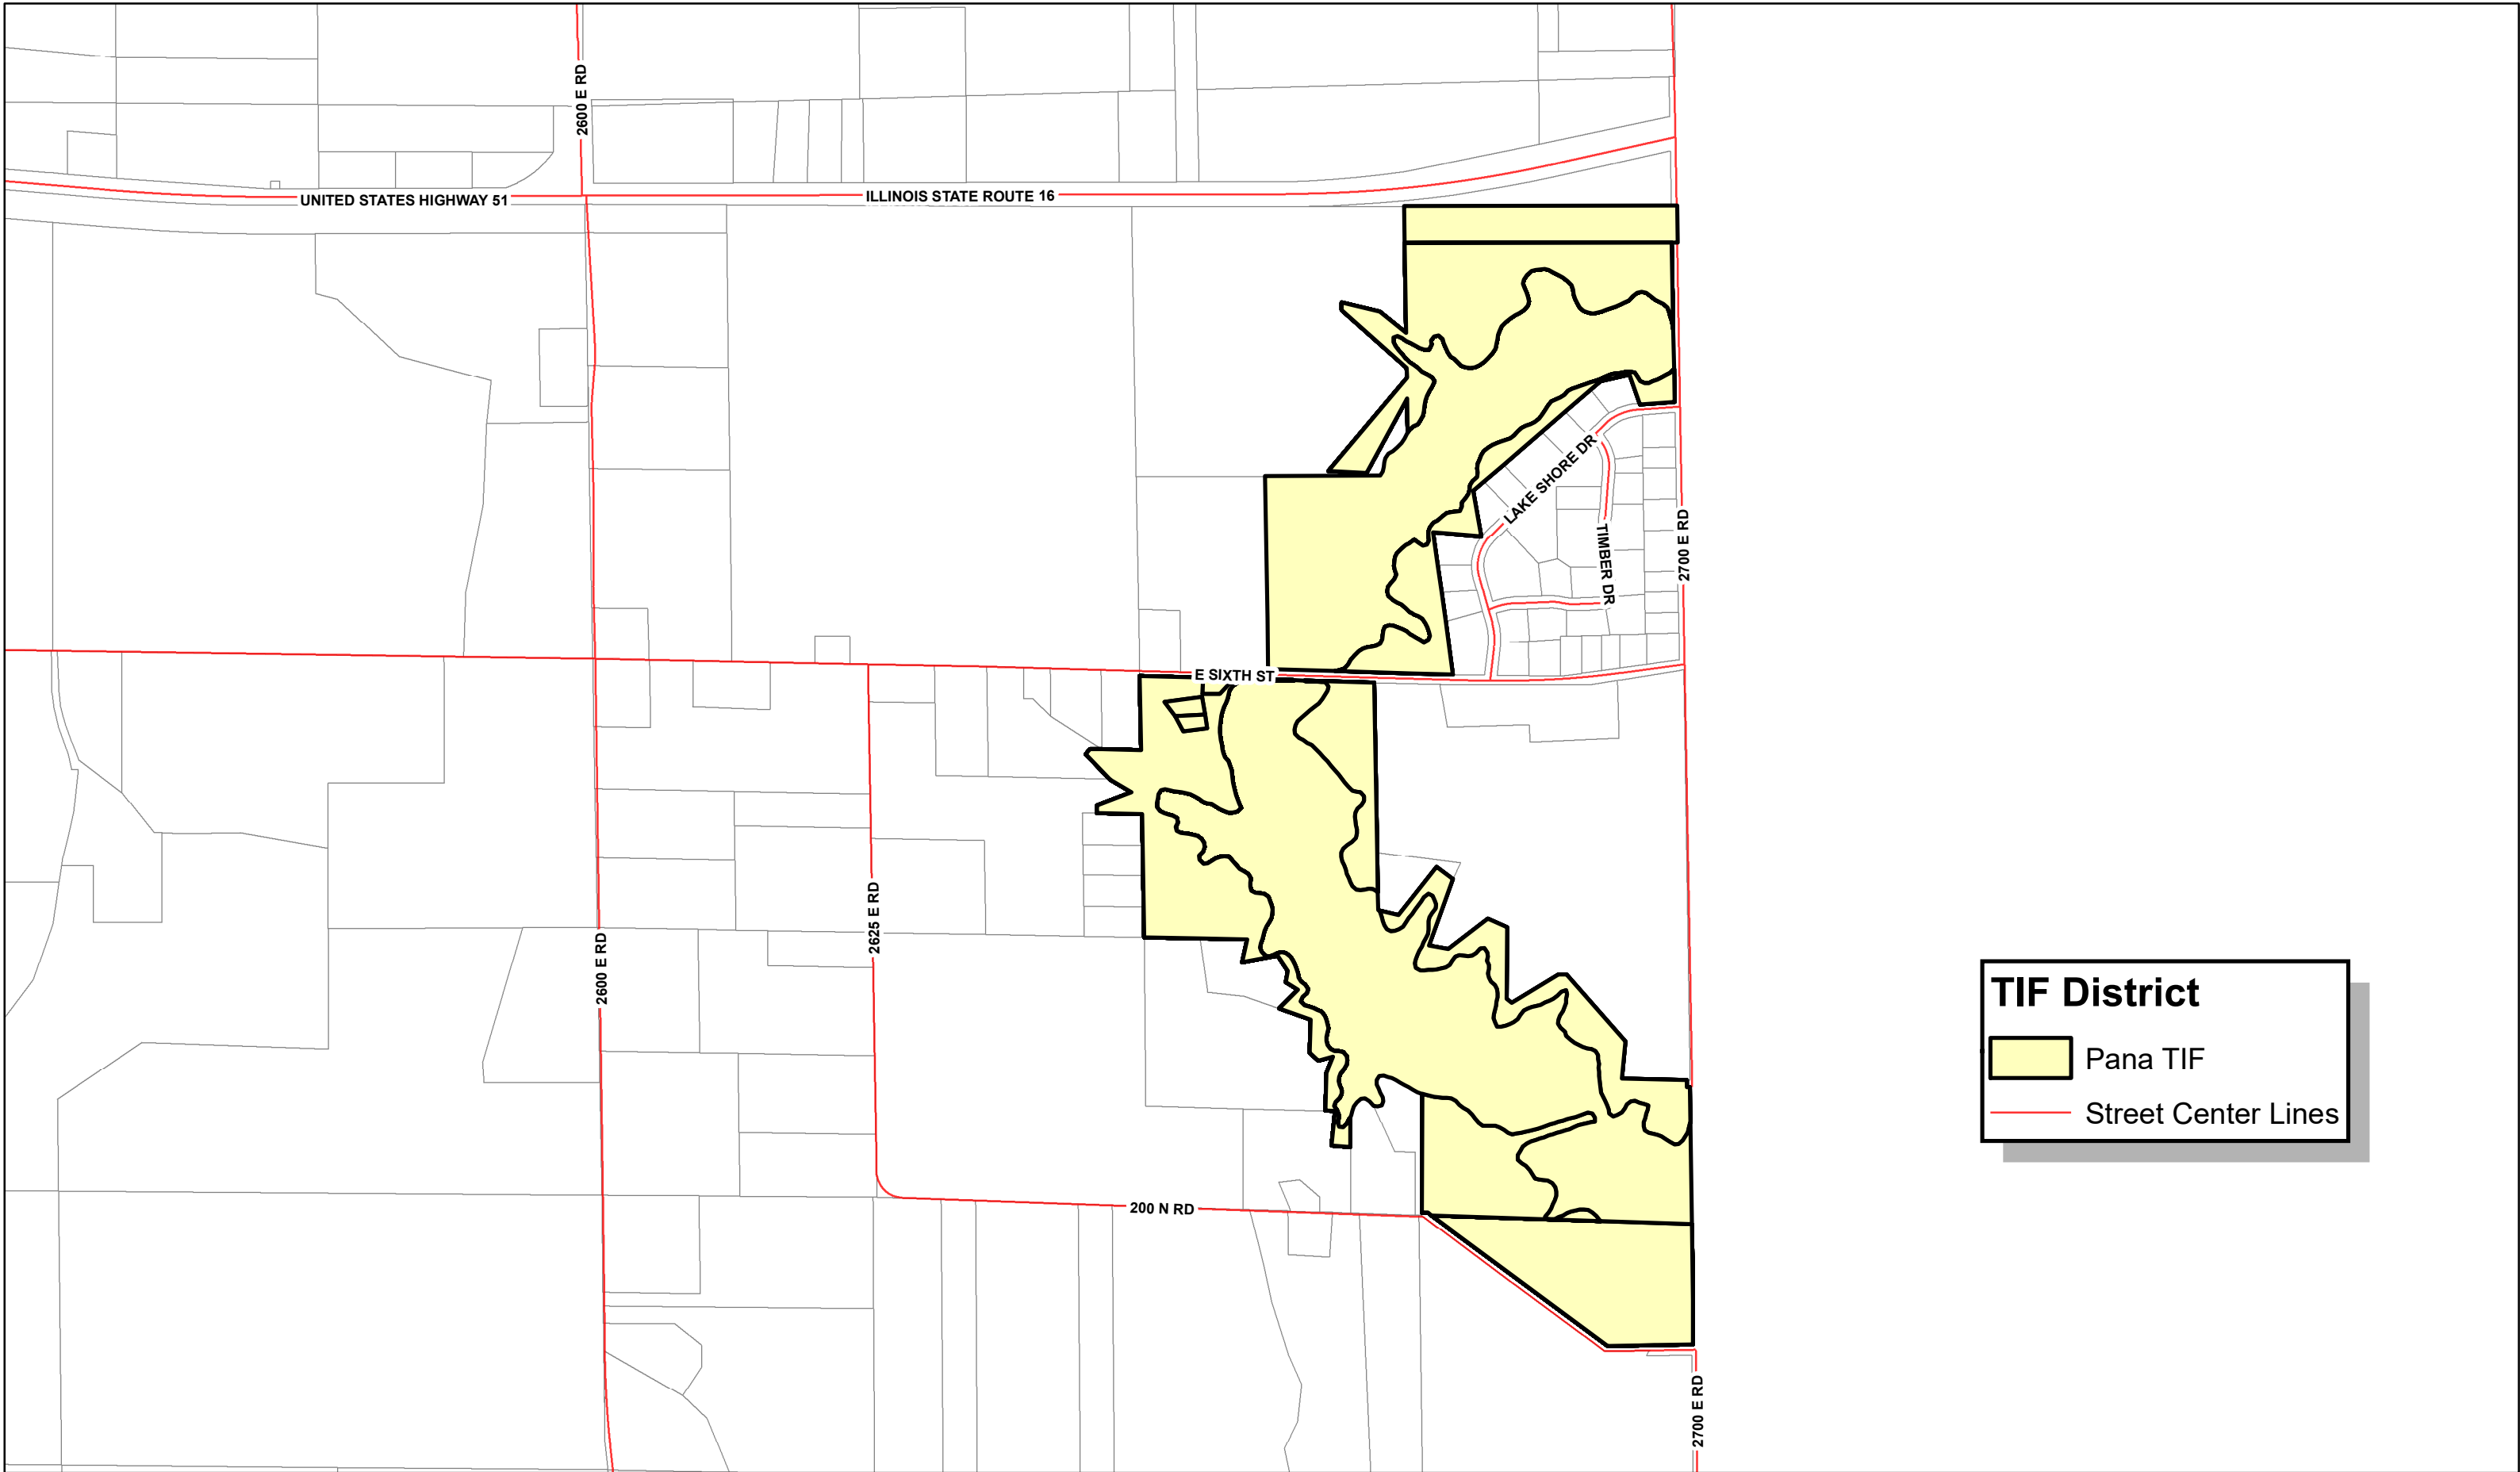 2600 E RD
UNITED STATES HIGHWAY 51
ILLINOIS STATE ROUTE 16
LAKE SHORE DR
TIMBER DR
2700 E RD
E SIXTH ST
2625 E RD
2600 E RD
TIF District
Pana TIF
Street Center Lines
200 N RD
2700 E RD